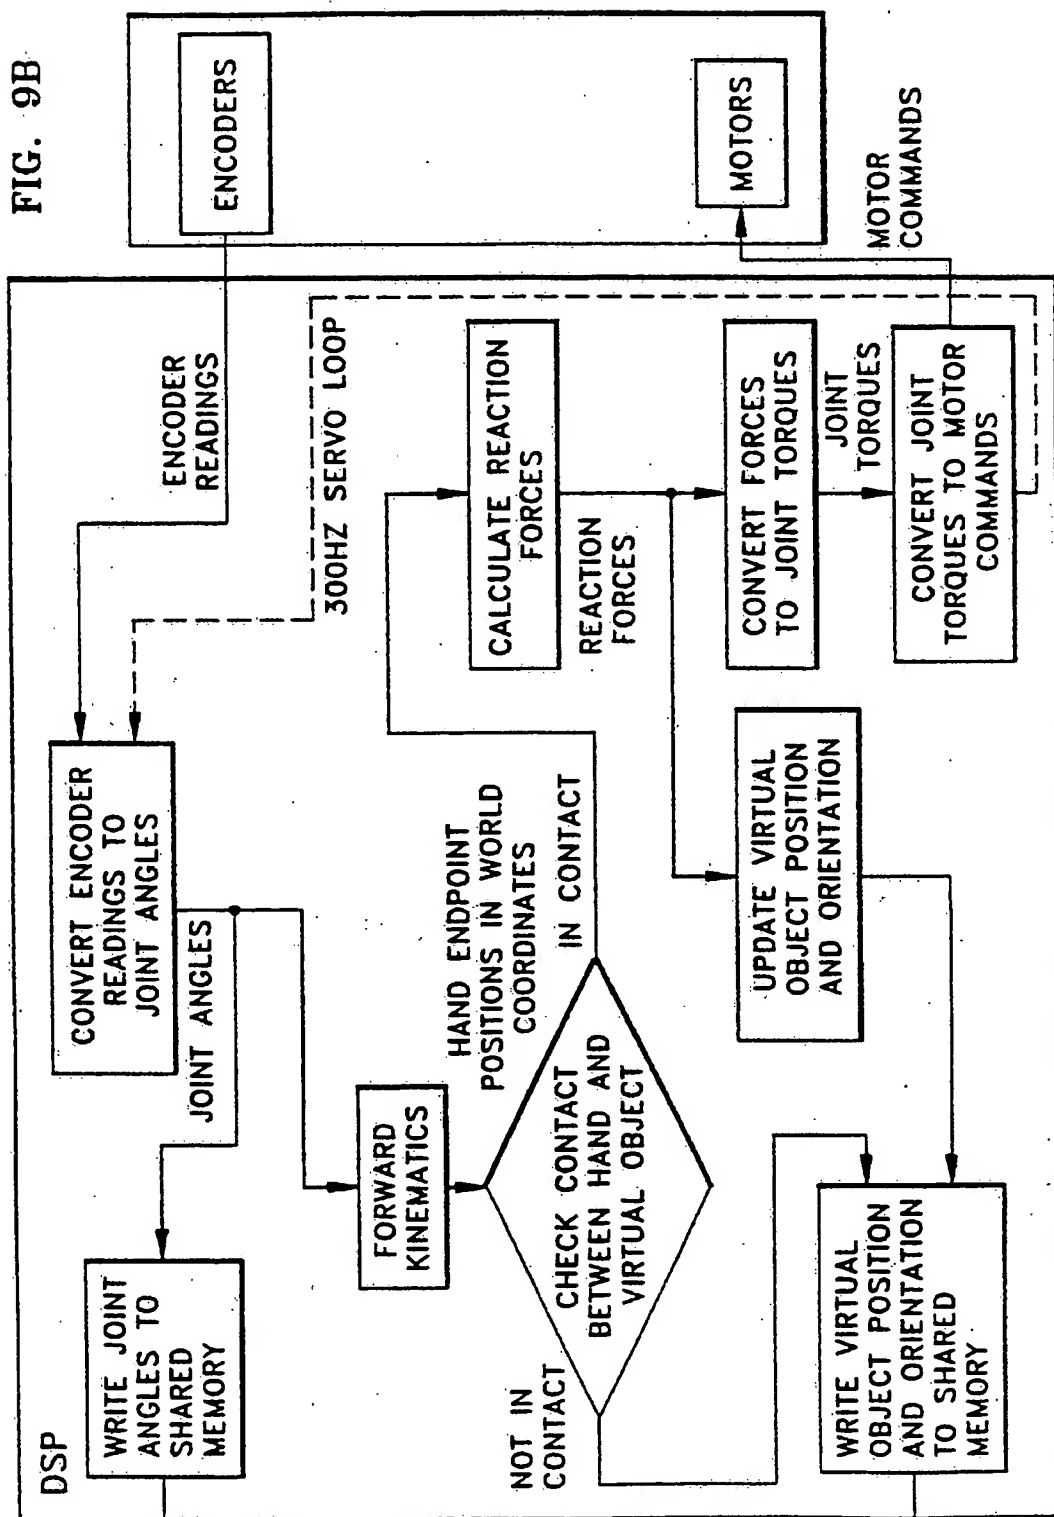 FIG. 9B
DSP
WRITE JOINT
ANGLES TO
SHARED
MEMORY
CONVERT ENCODER
READINGS TO
JOINT ANGLES
JOINT ANGLES
ENCODER
READINGS
ENCODERS
300HZ SERVO LOOP
FORWARD
KINEMATICS
HAND ENDPOINT
POSITIONS IN WORLD
COORDINATES
CHECK CONTACT
BETWEEN HAND AND
VIRTUAL OBJECT
IN CONTACT
NOT IN
CONTACT
CALCULATE REACTION
FORCES
REACTION
FORCES
CONVERT FORCES
TO JOINT TORQUES
JOINT
TORQUES
CONVERT JOINT
TORQUES TO MOTOR
COMMANDS
MOTOR
COMMANDS
MOTORS
UPDATE VIRTUAL
OBJECT POSITION
AND ORIENTATION
WRITE VIRTUAL
OBJECT POSITION
AND ORIENTATION
TO SHARED
MEMORY